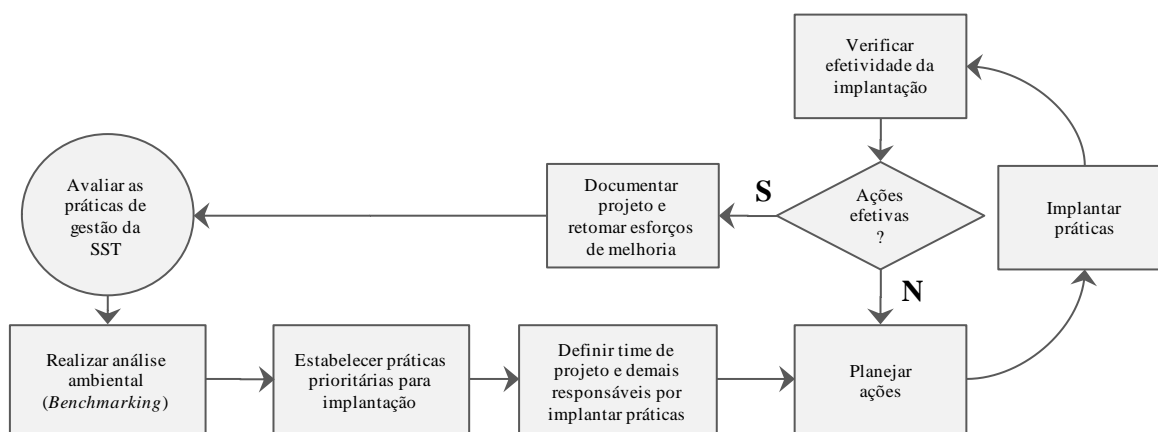 Verificar
efetividade da
implantação
Avaliar as
práticas de
gestão da
SST
Documentar
projeto e
retomar esforços
de melhoria
S
Ações
efetivas
?
Implantar
práticas
N
Realizar análise
ambiental
(Benchmarking)
Estabelecer práticas
prioritárias para
implantação
Definir time de
projeto e demais
responsáveis por
implantar práticas
Planejar
ações